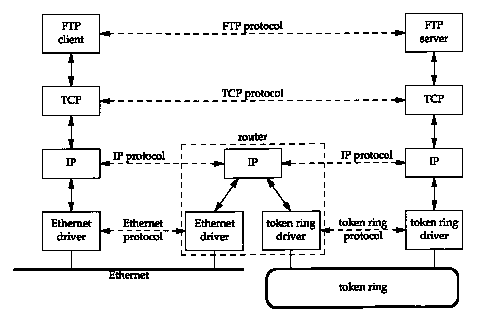 FTP
client
FTP protocol
FTP
server
TCP
TCP protocol
TCP
router
IP
IP protocol
IP
IP protocol
IP
Ethernet
driver
Ethernet
protocol
Ethernet
driver
token ring
driver
token ring
protocol
token ring
driver
Ethernet
token ring